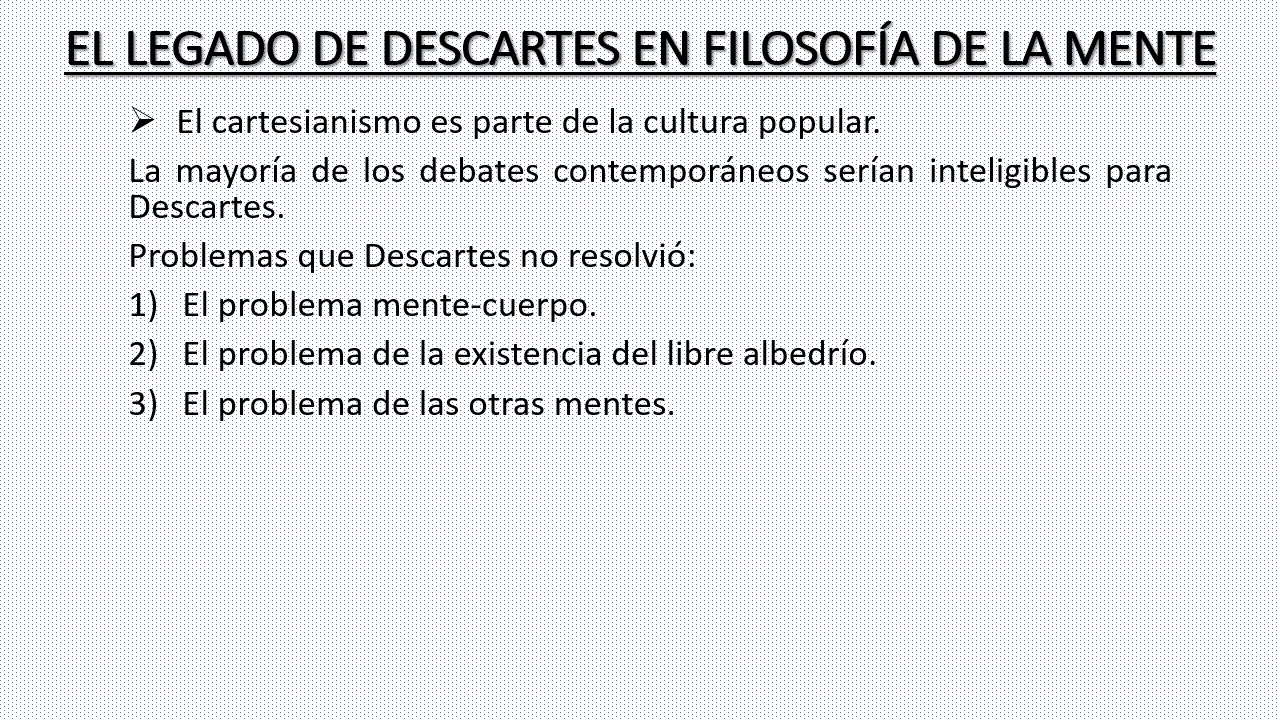 EL LEGADO DE DESCARTES EN FILOSOFÍA DE LA MENTE
➢ El cartesianismo es parte de la cultura popular.
La mayoría de los debates contemporáneos serían inteligibles para
Descartes.
Problemas que Descartes no resolvió:
1) El problema mente-cuerpo.
2) El problema de la existencia del libre albedrío.
3) El problema de las otras mentes.